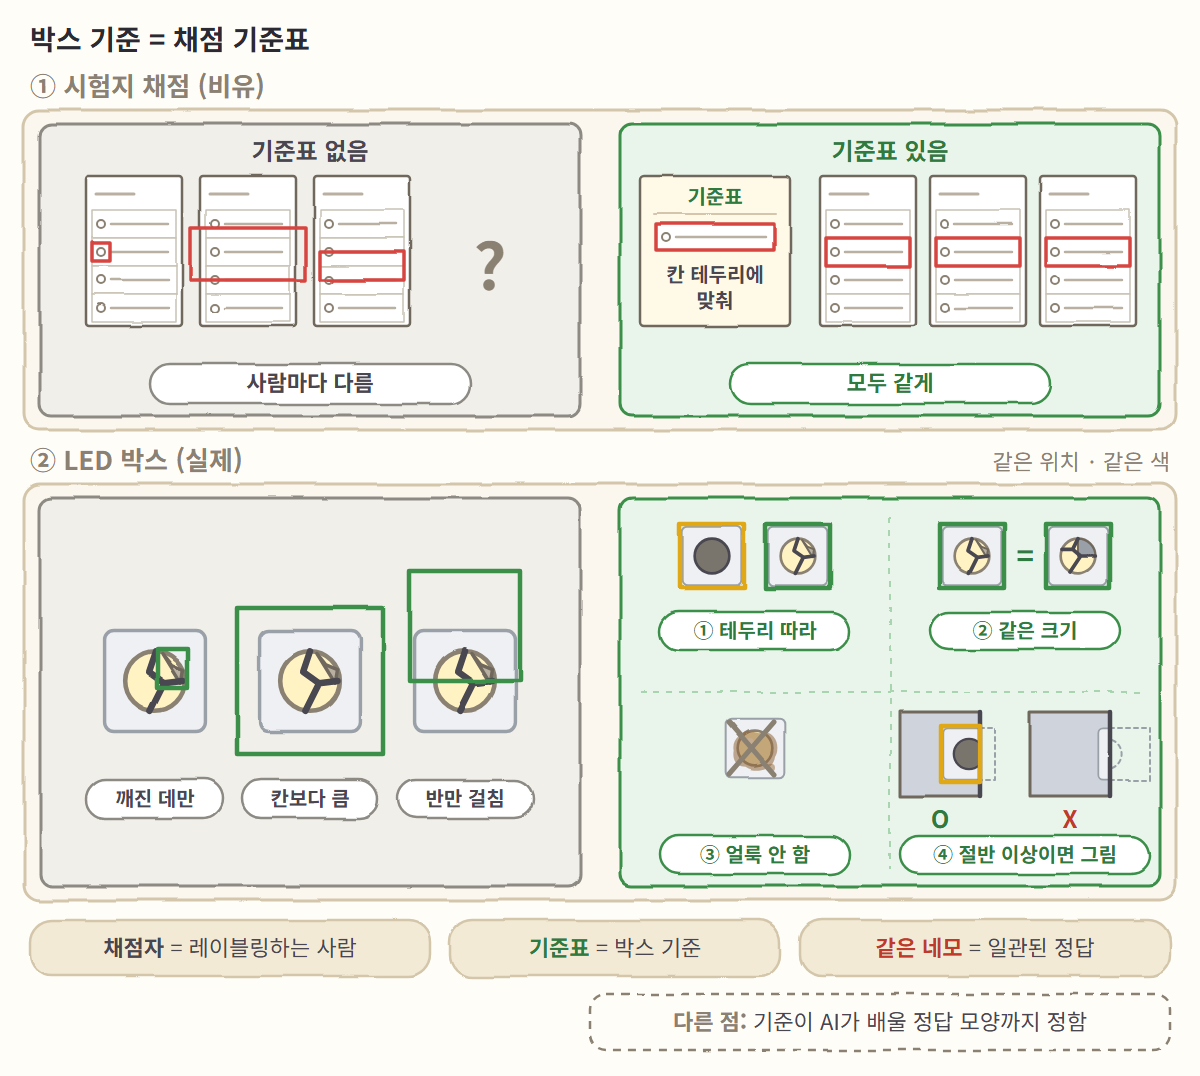 박스 기준 = 채점 기준표
① 시험지 채점 (비유)
기준표 없음
?
사람마다 다름
기준표 있음
기준표
칸 테두리에
맞춰
모두 같게
② LED 박스 (실제)
같은 위치 · 같은 색
깨진 데만
칸보다 큼
반만 걸침
=
① 테두리 따라
② 같은 크기
O
X
③ 얼룩 안 함
④ 절반 이상이면 그림
채점자 = 레이블링하는 사람
기준표 = 박스 기준
같은 네모 = 일관된 정답
다른 점: 기준이 AI가 배울 정답 모양까지 정함